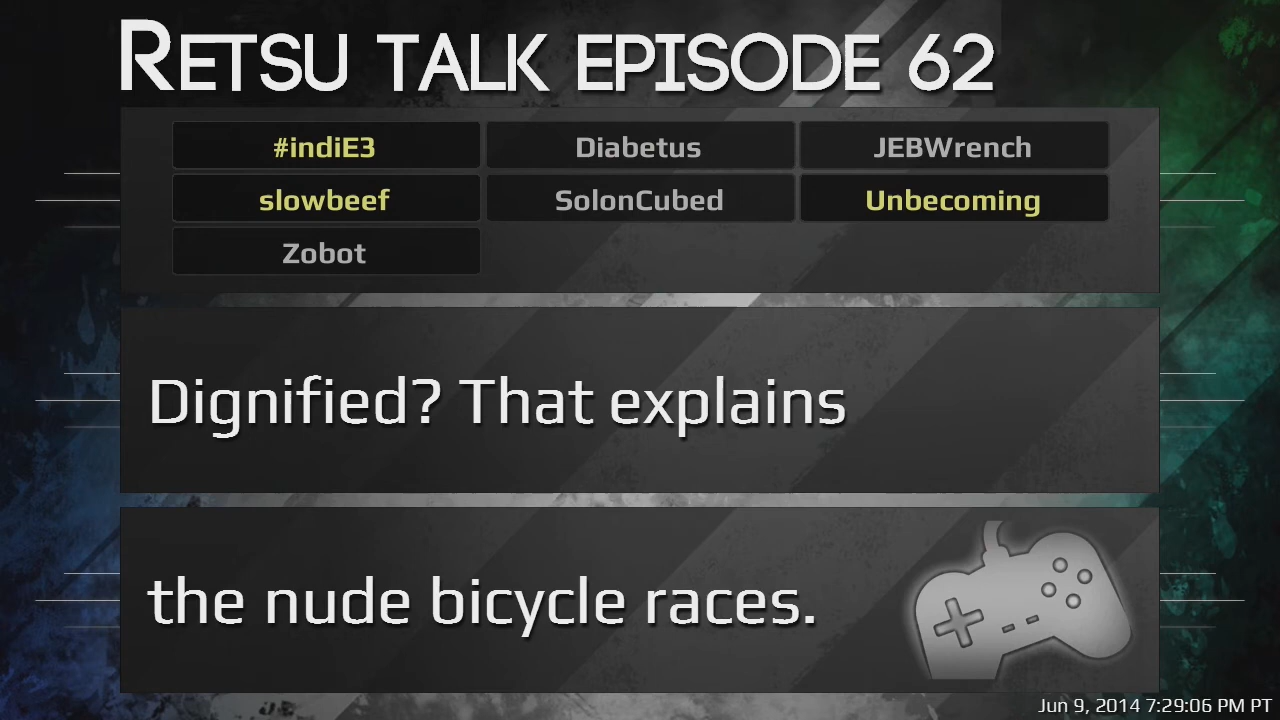 RETSU TALK EPISODE 62
#indiE3 Diabetus JEBWrench
slowbeef SolonCubed Unbecoming
Zobot
Dignified? That explains
the nude bicycle races.
Jun 9, 2014 7:29:06 PM PT